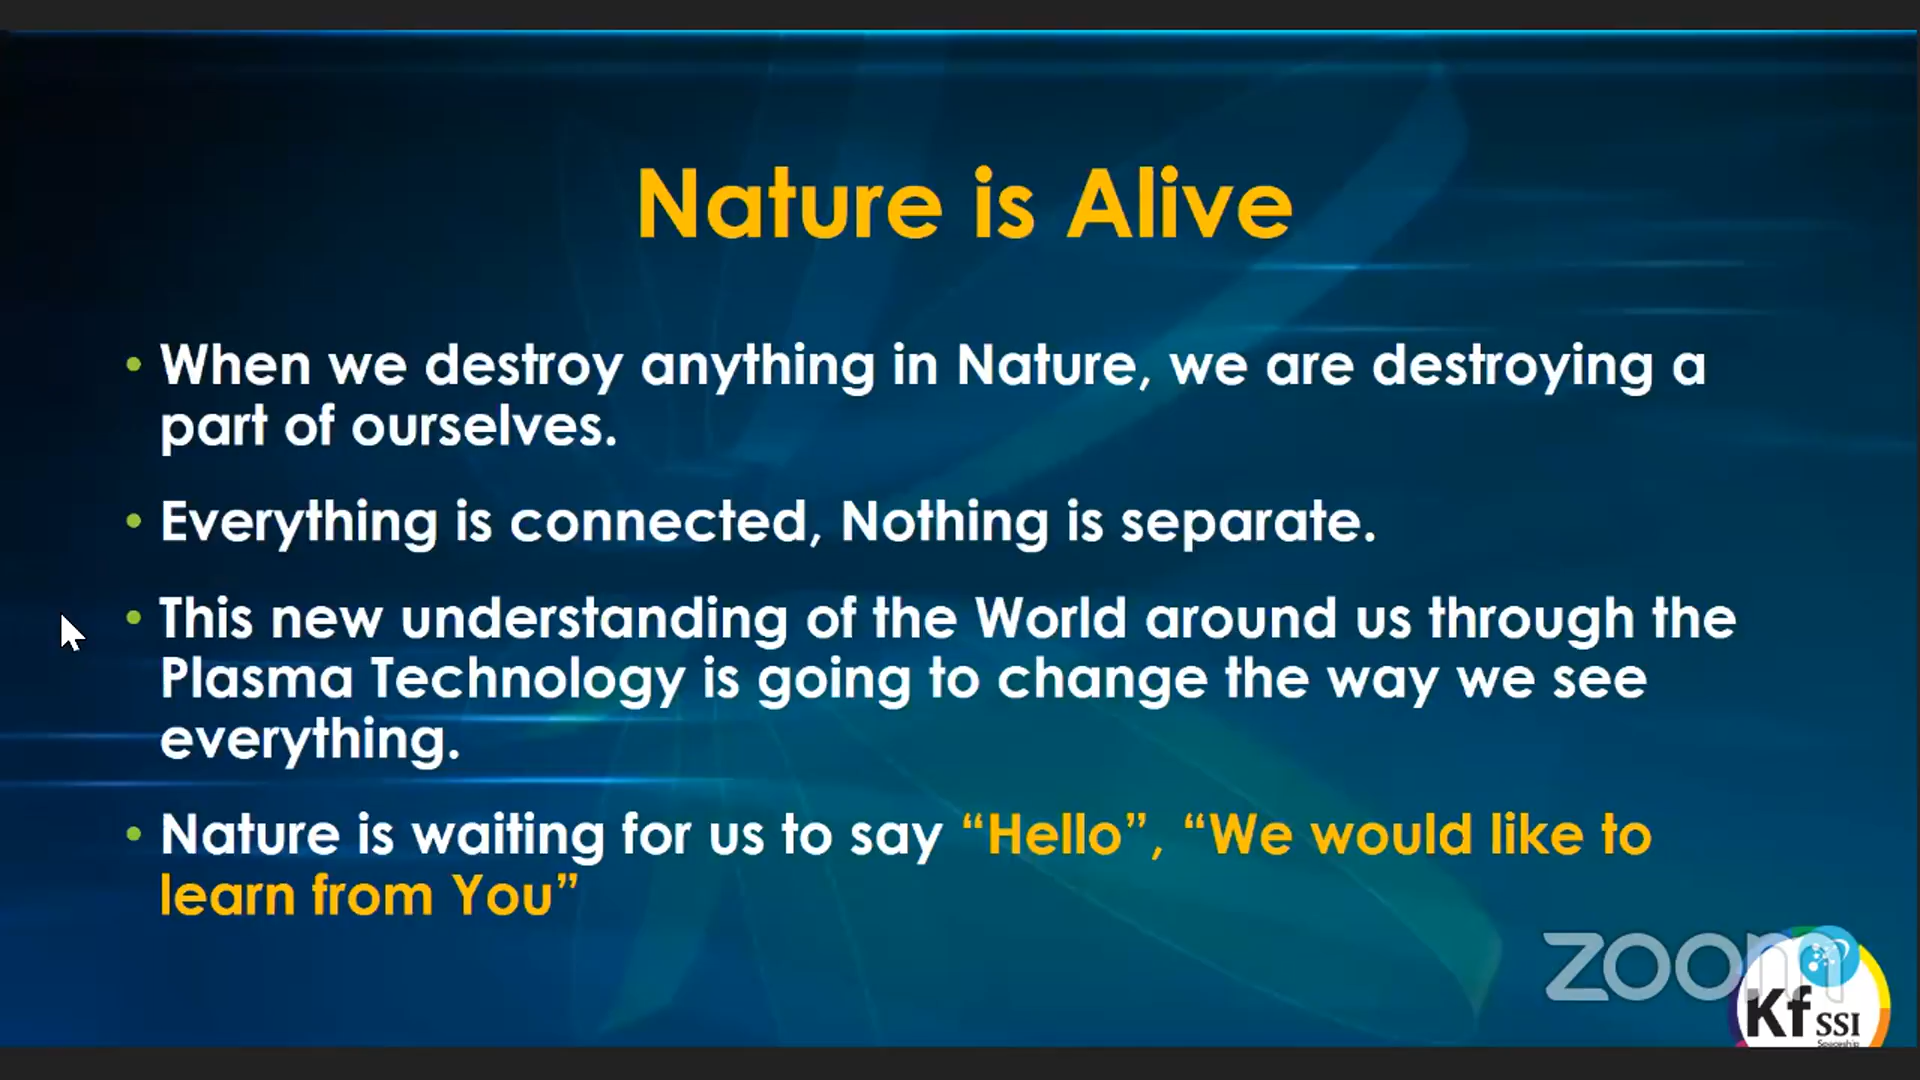 Nature is Alive
• When we destroy anything in Nature, we are destroying a
part of ourselves.
• Everything is connected, Nothing is separate.
• This new understanding of the World around us through the
Plasma Technology is going to change the way we see
everything.
• Nature is waiting for us to say “Hello”, “We would like to
learn from You”
zoom
Kf SSI
Spaceship